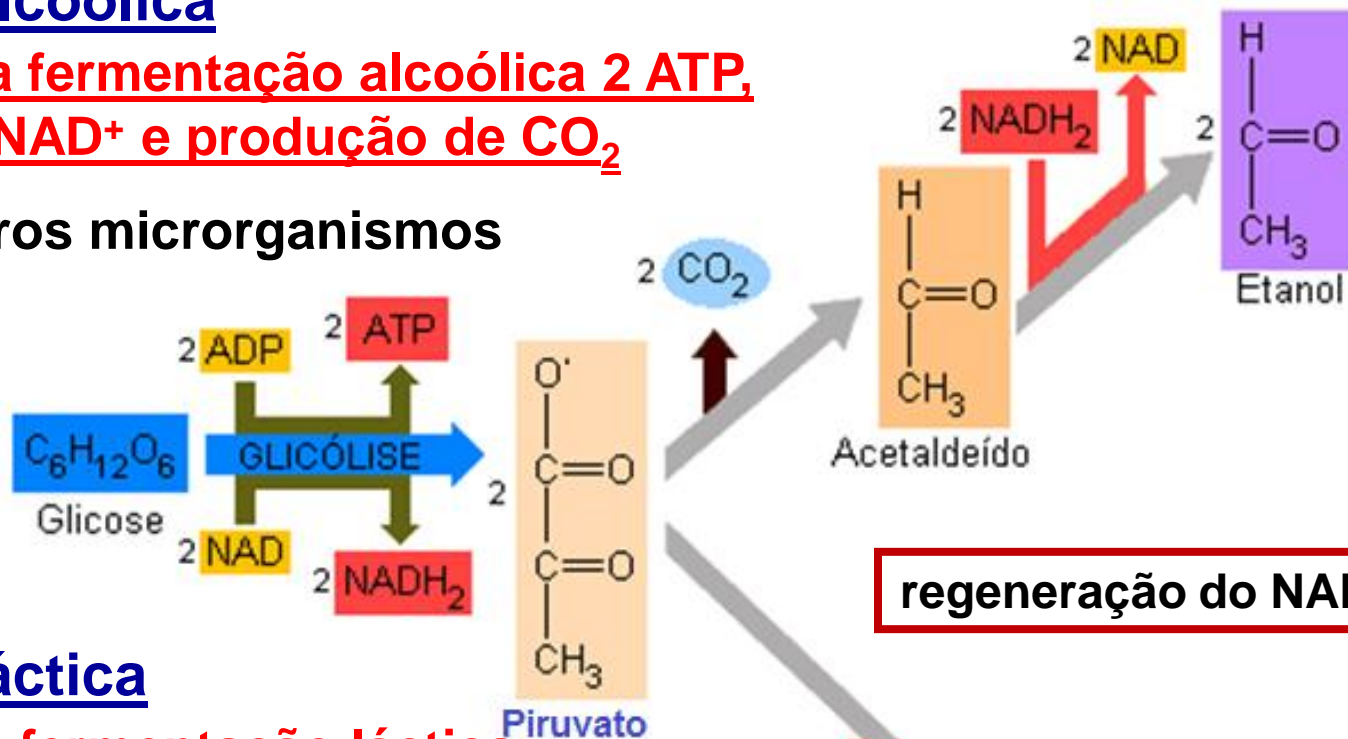 lcoólica
a fermentação alcoólica 2 ATP,
NAD⁺ e produção de CO₂
ros microrganismos
2 ADP
2 ATP
C₆H₁₂O₆
Glicose
GLICÓLISE
2 NAD
2 NADH₂
2
O⁻
C=O
C=O
CH₃
Piruvato
2 CO₂
H
C=O
CH₃
Acetaldeído
2 NADH₂
2 NAD
2
H
C=O
CH₃
Etanol
regeneração do NA
áctica
fermentação láctica